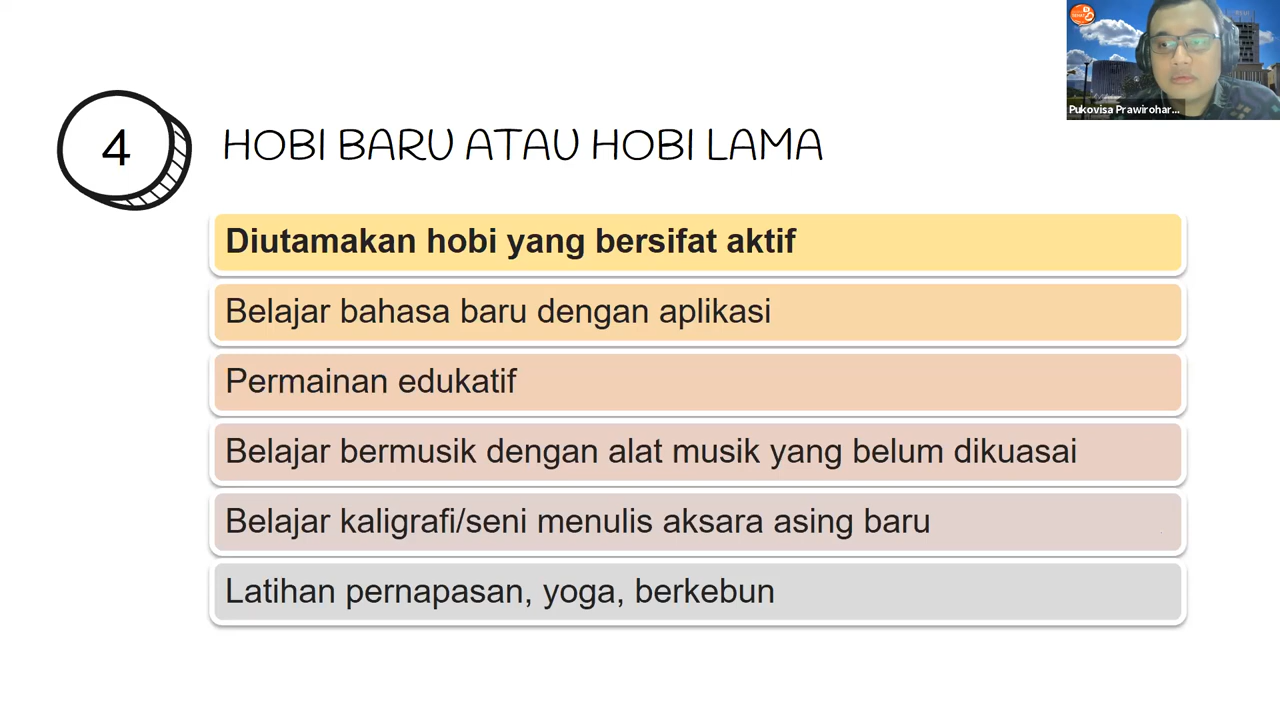 Pukovisa Prawirohar...
4
HOBI BARU ATAU HOBI LAMA
Diutamakan hobi yang bersifat aktif
Belajar bahasa baru dengan aplikasi
Permainan edukatif
Belajar bermusik dengan alat musik yang belum dikuasai
Belajar kaligrafi/seni menulis aksara asing baru
Latihan pernapasan, yoga, berkebun